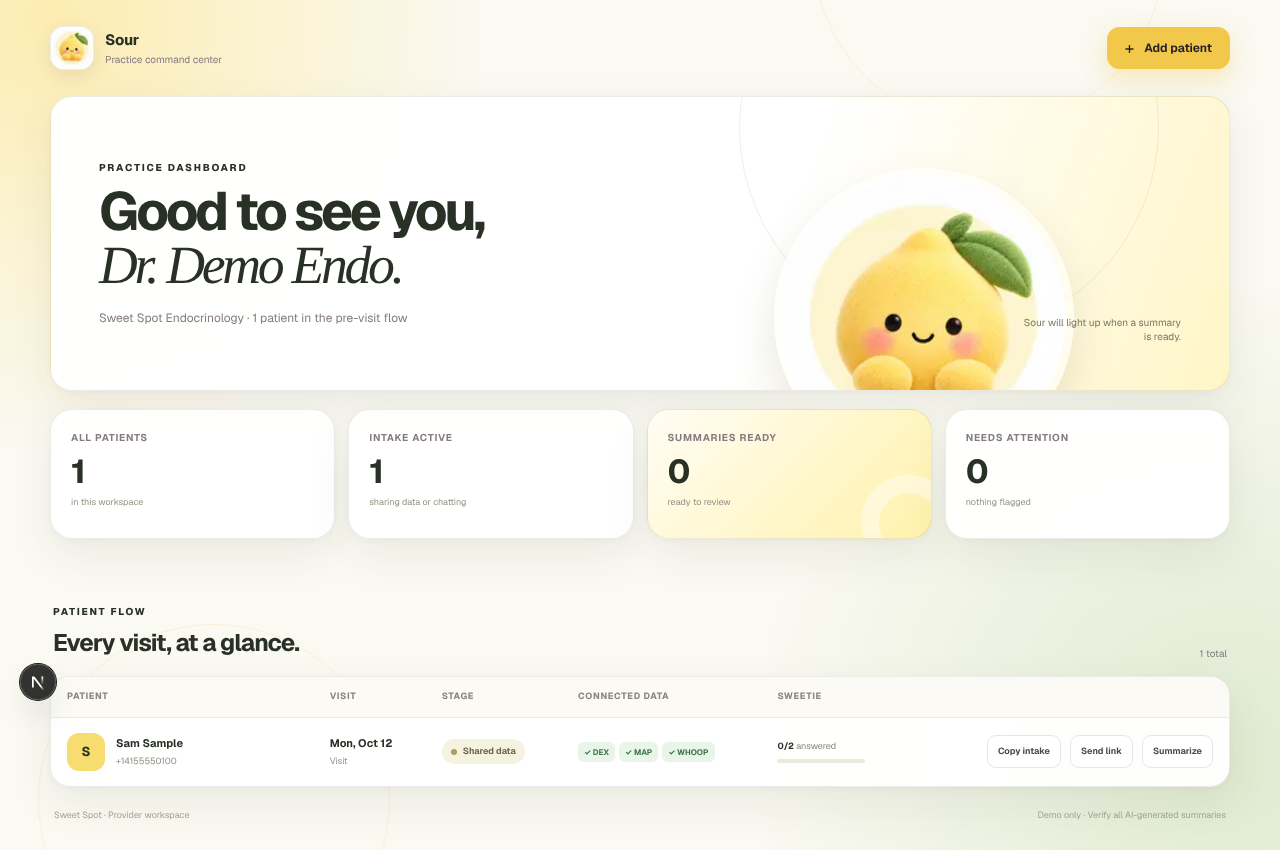 Sour
Practice command center
+ Add patient
PRACTICE DASHBOARD
Good to see you,
Dr. Demo Endo.
Sweet Spot Endocrinology · 1 patient in the pre-visit flow
Sour will light up when a summary
is ready.
ALL PATIENTS
1
in this workspace
INTAKE ACTIVE
1
sharing data or chatting
SUMMARIES READY
0
ready to review
NEEDS ATTENTION
0
nothing flagged
PATIENT FLOW
Every visit, at a glance.
1 total
N
PATIENT VISIT STAGE CONNECTED DATA SWEETIE
S
Sam Sample
+14155550100
Mon, Oct 12
Visit
Shared data
✓ DEX ✓ MAP ✓ WHOOP
0/2 answered
Copy intake Send link Summarize
Sweet Spot · Provider workspace
Demo only · Verify all AI-generated summaries